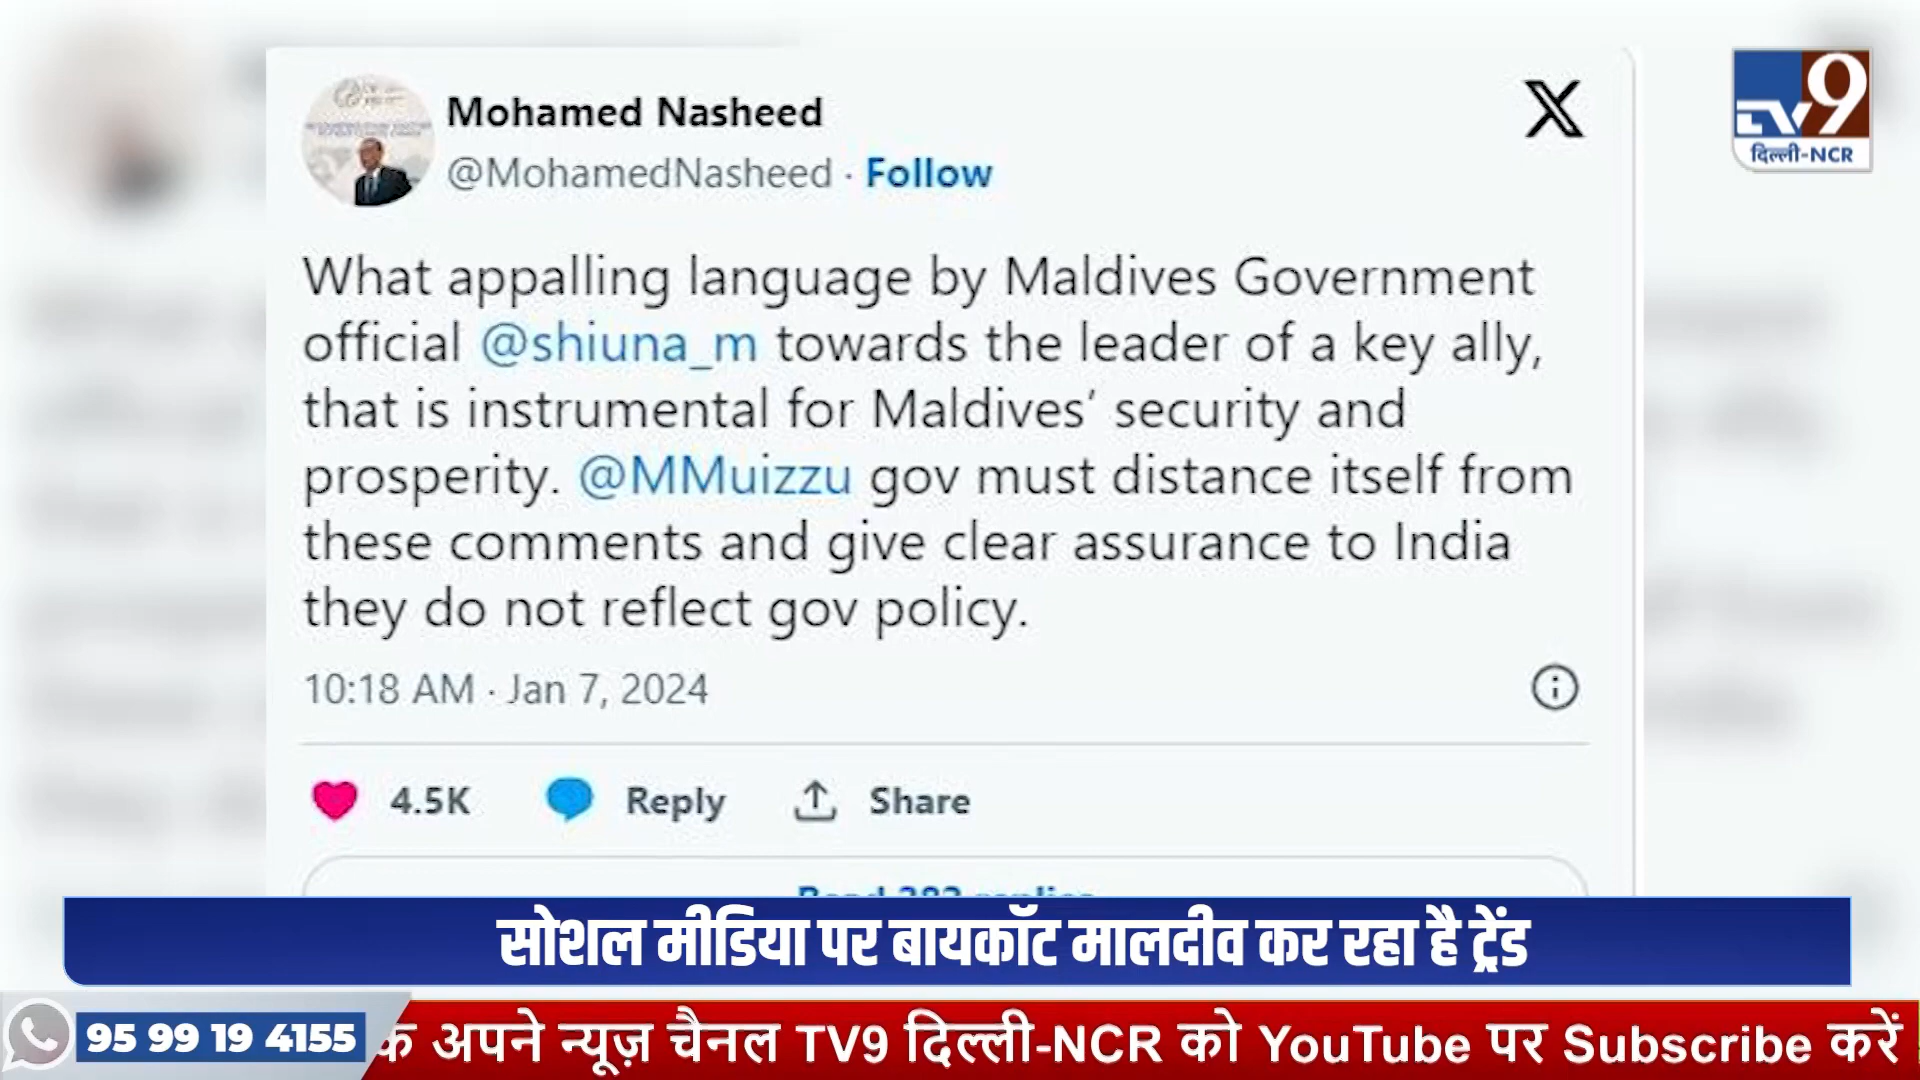 Mohamed Nasheed
@MohamedNasheed · Follow
TV9
दिल्ली-NCR
What appalling language by Maldives Government
official @shiuna_m towards the leader of a key ally,
that is instrumental for Maldives’ security and
prosperity. @MMuizzu gov must distance itself from
these comments and give clear assurance to India
they do not reflect gov policy.
10:18 AM · Jan 7, 2024
4.5K Reply Share
Read 382 replies
सोशल मीडिया पर बायकॉट मालदीव कर रहा है ट्रेंड
95 99 19 4155
अपने न्यूज़ चैनल TV9 दिल्ली-NCR को YouTube पर Subscribe करें